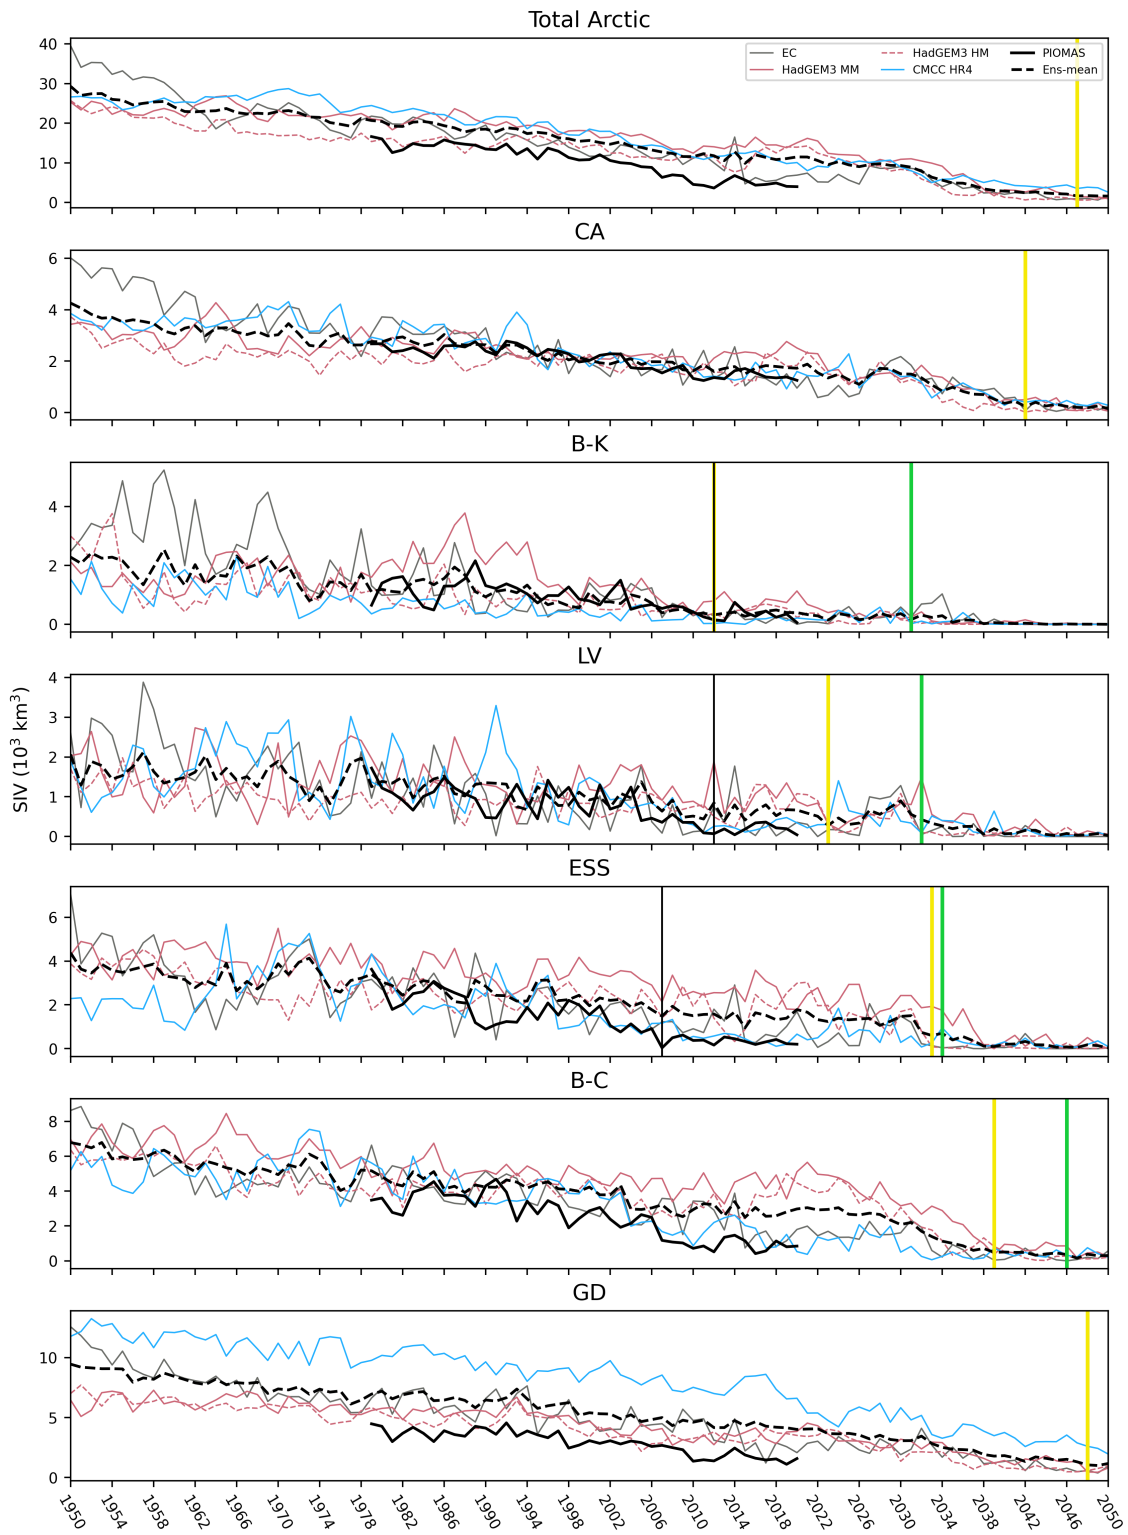 Total Arctic
EC
HadGEM3 MM
HadGEM3 HM
CMCC HR4
PIOMAS
Ens-mean
40
30
20
10
0
CA
6
4
2
0
B-K
4
2
0
LV
4
3
2
1
0
SIV (10³ km³)
ESS
6
4
2
0
B-C
8
6
4
2
0
GD
10
5
0
1950 1954 1958 1962 1966 1970 1974 1978 1982 1986 1990 1994 1998 2002 2006 2010 2014 2018 2022 2026 2030 2034 2038 2042 2046 2050